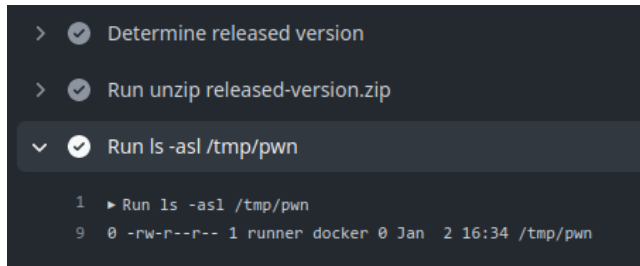 Determine released version
Run unzip released-version.zip
Run ls -asl /tmp/pwn
1 ▸ Run ls -asl /tmp/pwn
9 0 -rw-r--r-- 1 runner docker 0 Jan  2 16:34 /tmp/pwn